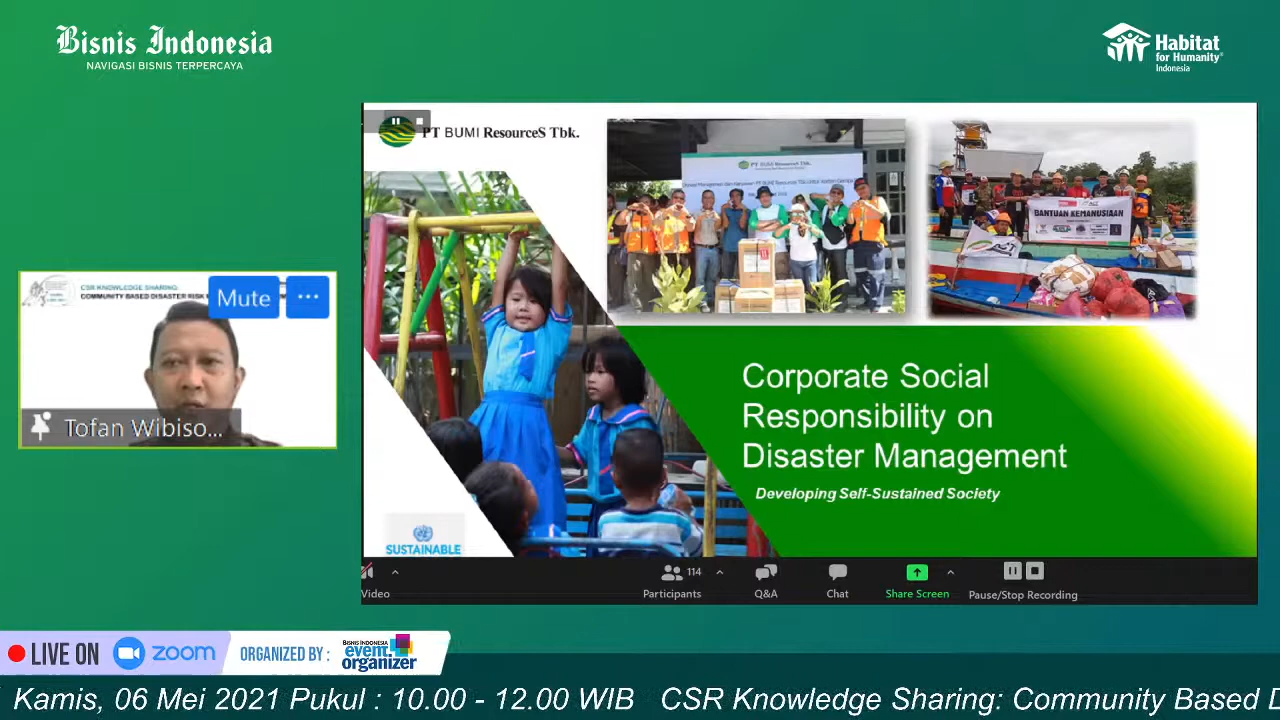 Bisnis Indonesia
NAVIGASI BISNIS TERPERCAYA
Habitat
for Humanity®
Indonesia
PT BUMI ResourceS Tbk.
PT BUMI ResourceS Tbk.
BANTUAN KEMANUSIAAN
CSR KNOWLEDGE SHARING:
COMMUNITY BASED DISASTER RISK
Mute
...
Tofan Wibiso...
Corporate Social
Responsibility on
Disaster Management
Developing Self-Sustained Society
SUSTAINABLE
Video
114
Participants
Q&A
Chat
Share Screen
Pause/Stop Recording
LIVE ON zoom
ORGANIZED BY :
BISNIS INDONESIA
event
organizer
Kamis, 06 Mei 2021 Pukul : 10.00 - 12.00 WIB CSR Knowledge Sharing: Community Based D